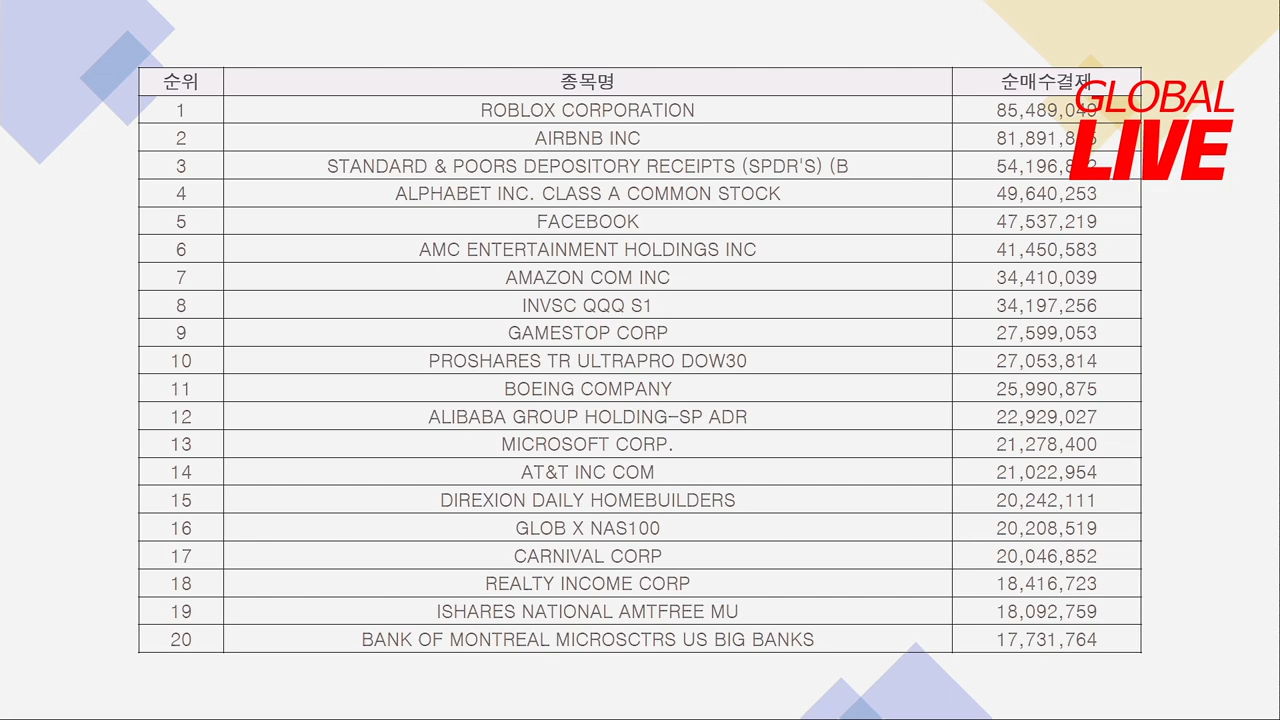 순위 종목명 순매수결제
1 ROBLOX CORPORATION
2 AIRBNB INC
3 STANDARD & POORS DEPOSITORY RECEIPTS (SPDR'S) (B
4 ALPHABET INC. CLASS A COMMON STOCK 49,640,253
5 FACEBOOK 47,537,219
6 AMC ENTERTAINMENT HOLDINGS INC 41,450,583
7 AMAZON COM INC 34,410,039
8 INVSC QQQ S1 34,197,256
9 GAMESTOP CORP 27,599,053
10 PROSHARES TR ULTRAPRO DOW30 27,053,814
11 BOEING COMPANY 25,990,875
12 ALIBABA GROUP HOLDING-SP ADR 22,929,027
13 MICROSOFT CORP. 21,278,400
14 AT&T INC COM 21,022,954
15 DIREXION DAILY HOMEBUILDERS 20,242,111
16 GLOB X NAS100 20,208,519
17 CARNIVAL CORP 20,046,852
18 REALTY INCOME CORP 18,416,723
19 ISHARES NATIONAL AMTFREE MU 18,092,759
20 BANK OF MONTREAL MICROSCTRS US BIG BANKS 17,731,764
GLOBAL
LIVE